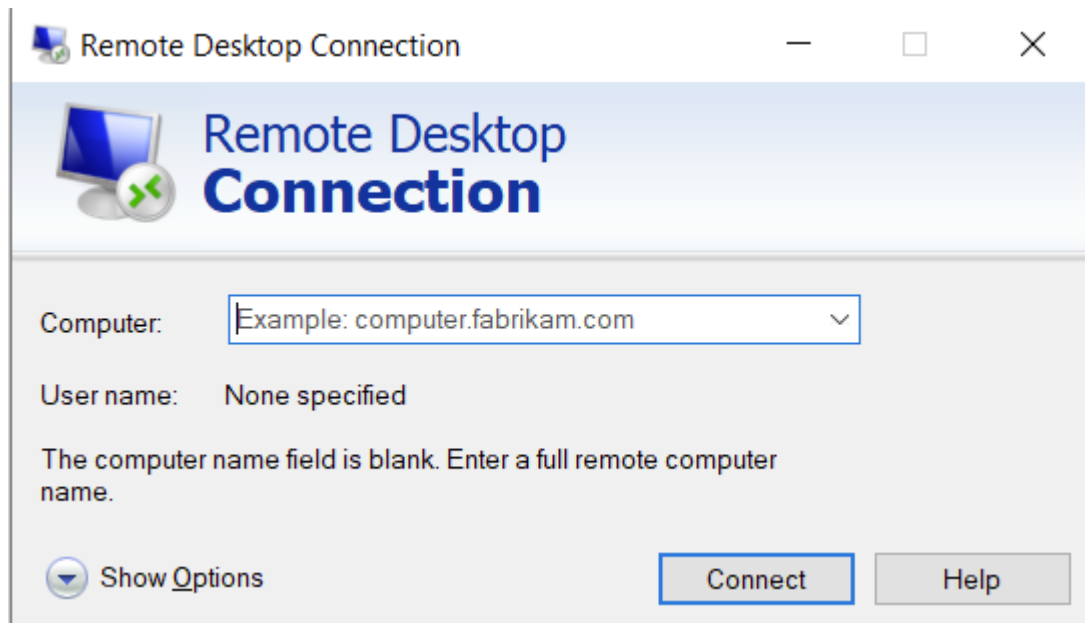 Remote Desktop Connection
Remote Desktop
Connection
Computer:
Example: computer.fabrikam.com
User name:
None specified
The computer name field is blank. Enter a full remote computer
name.
Show Options
Connect
Help